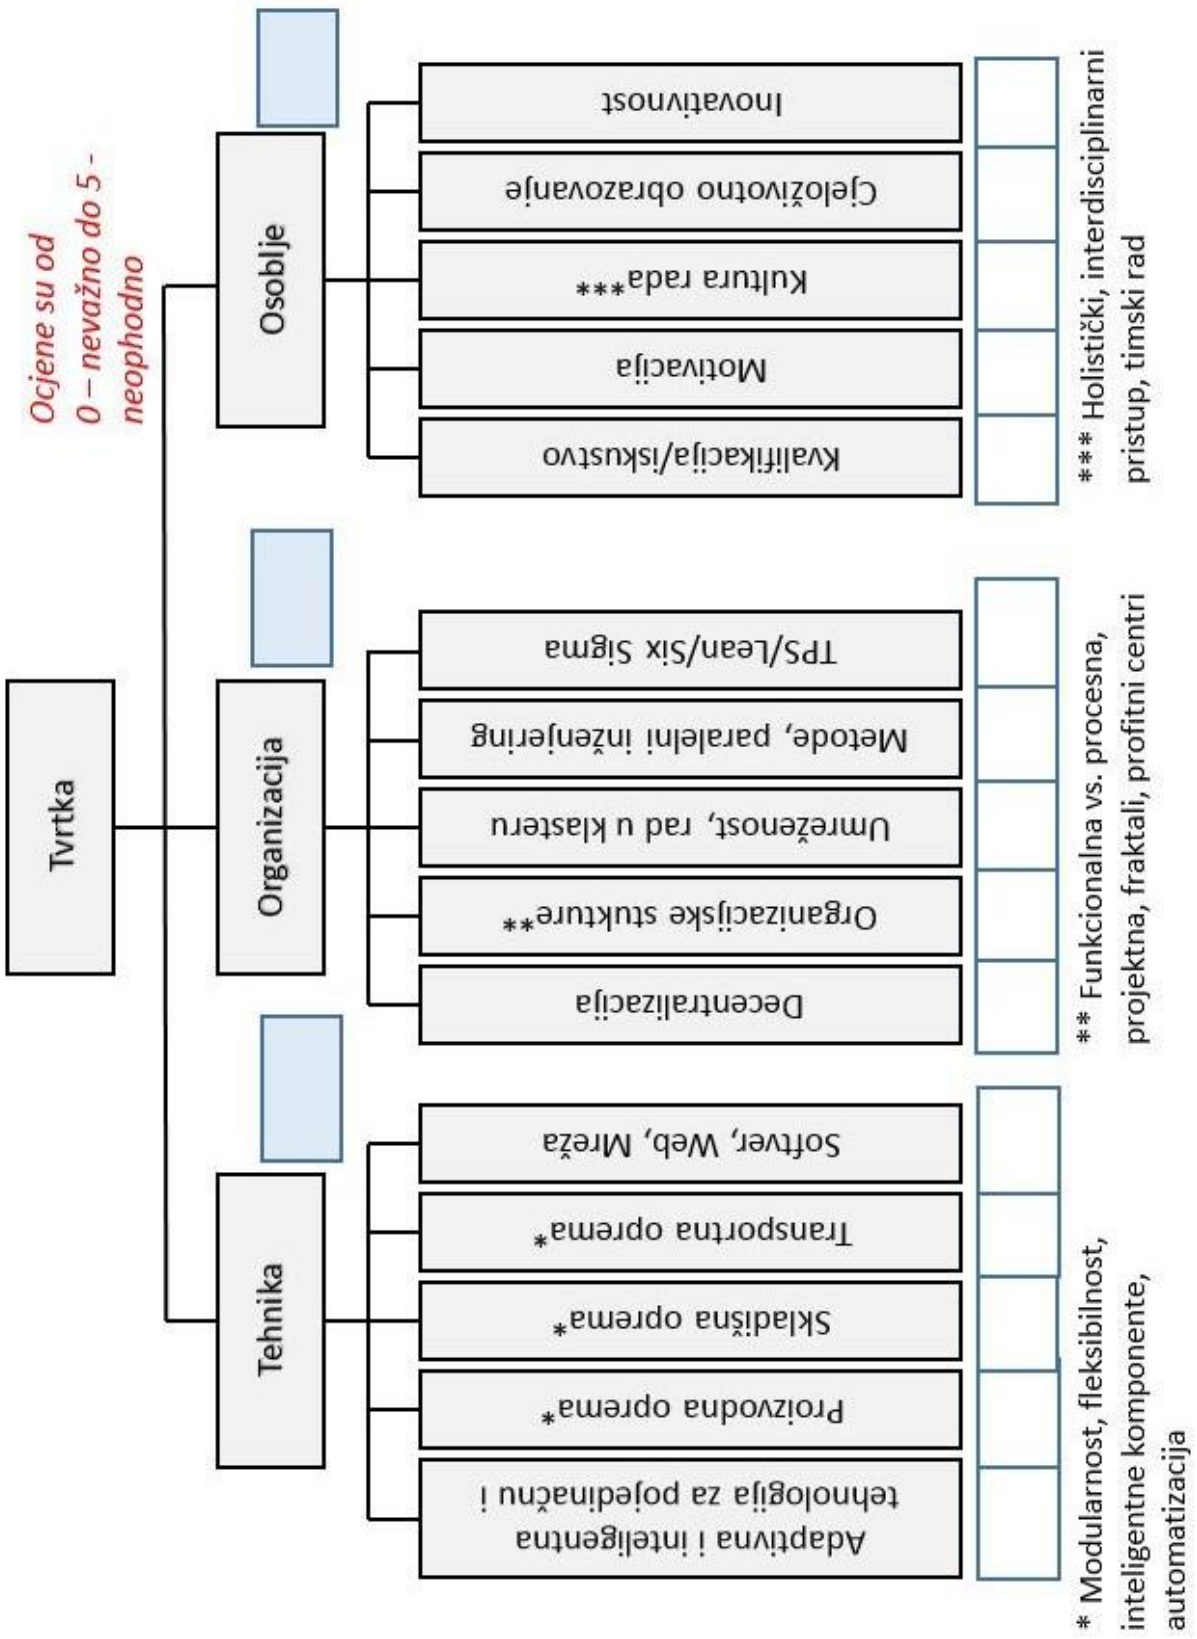 Tvrtka
Ocjene su od
0 – nevažno do 5 -
neophodno
Tehnika
Organizacija
Osoblje
Adaptivna i inteligentna
tehnologija za pojedinačnu i
Proizvodna oprema*
Skladišna oprema*
Transportna oprema*
Softver, Web, Mreža
Decentralizacija
Organizacijske stukture**
Umreženost, rad u klasteru
Metode, paralelni inženjering
TPS/Lean/Six Sigma
Kvalifikacija/iskustvo
Motivacija
Kultura rada***
Cjeloživotno obrazovanje
Inovativnost
* Modularnost, fleksibilnost,
inteligentne komponente,
automatizacija
** Funkcionalna vs. procesna,
projektna, fraktali, profitni centri
*** Holistički, interdisciplinarni
pristup, timski rad